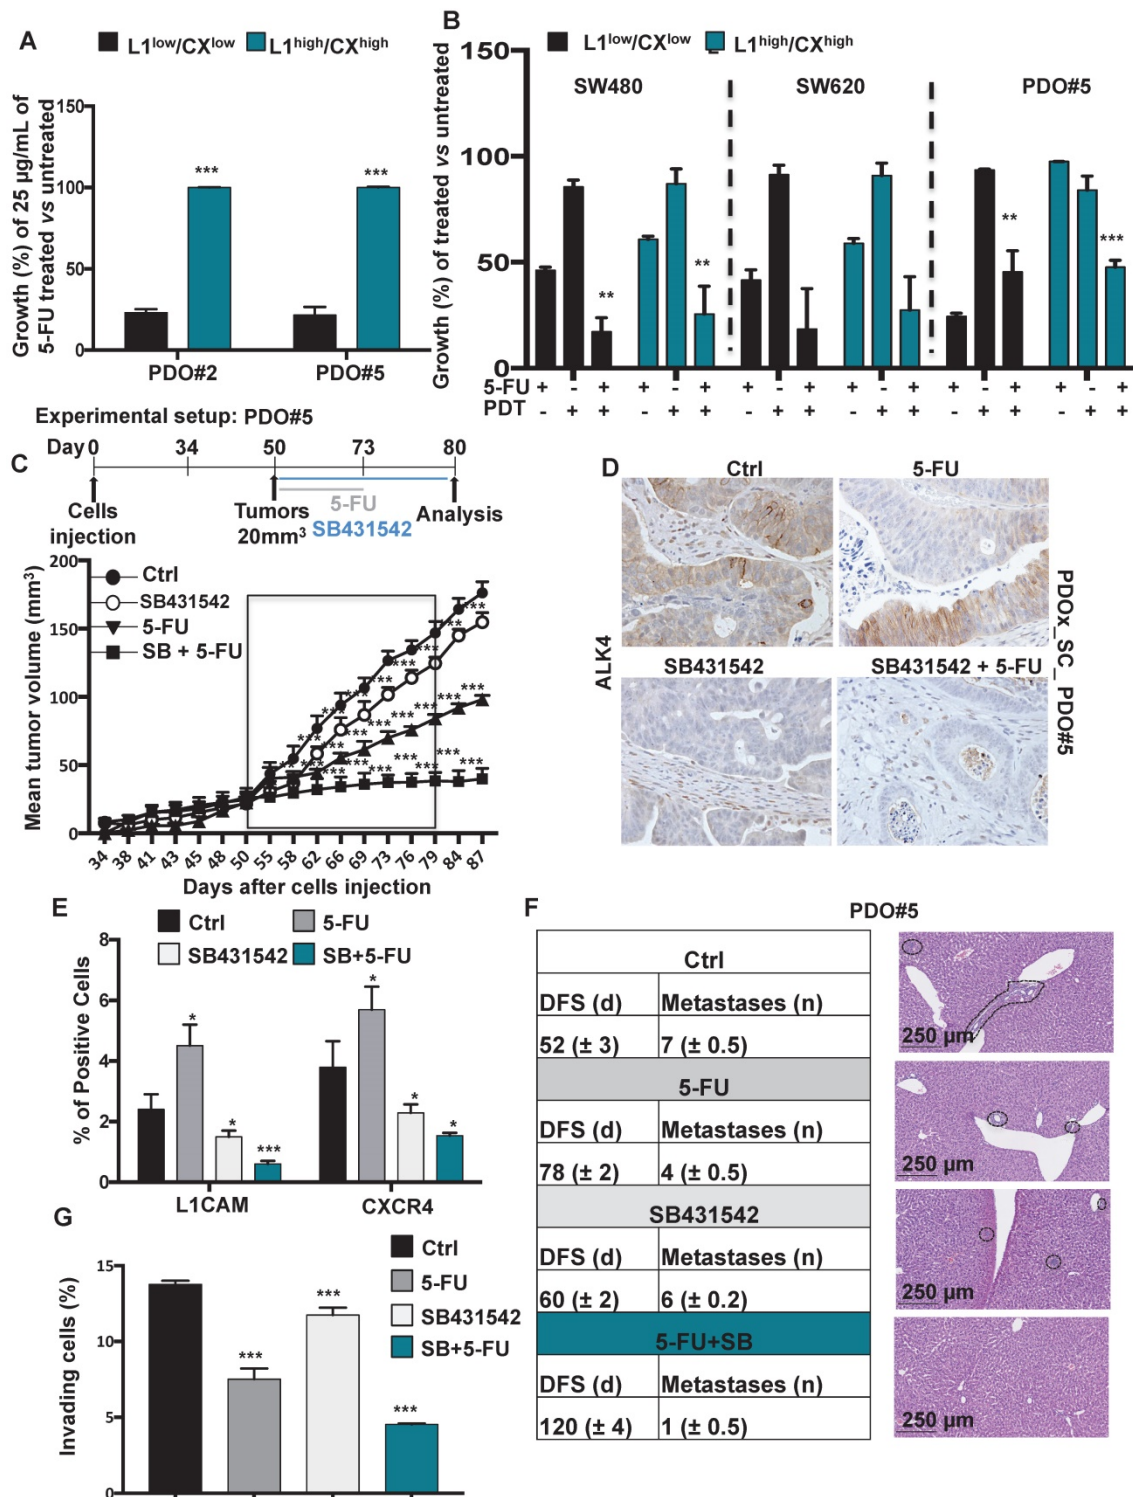 A
L1low/CXlow L1high/CXhigh
Growth (%) of 25 µg/mL of
5-FU treated vs untreated
150
100
50
0
*** ***
PDO#2 PDO#5
B
L1low/CXlow L1high/CXhigh
Growth (%) of treated vs untreated
150
100
50
0
SW480 SW620 PDO#5
** ** ** ***
5-FU + - + + - + + - + + - + + - + + - +
PDT - + + - + + - + + - + + - + + - + +
Experimental setup: PDO#5
C
Day 0 34 50 73 80
Cells
injection
Tumors
20mm3
5-FU
SB431542
Analysis
Mean tumor volume (mm3)
200
150
100
50
0
Ctrl
SB431542
5-FU
SB + 5-FU
34 38 41 43 45 48 50 55 58 62 66 69 73 76 79 84 87
Days after cells injection
D
Ctrl 5-FU
SB431542 SB431542 + 5-FU
ALK4
PDOx_SC_ PDO#5
E
Ctrl 5-FU
SB431542 SB+5-FU
% of Positive Cells
8
6
4
2
0
* * *** * * *
L1CAM CXCR4
F
PDO#5
Ctrl
DFS (d) Metastases (n)
52 (± 3) 7 (± 0.5)
5-FU
DFS (d) Metastases (n)
78 (± 2) 4 (± 0.5)
SB431542
DFS (d) Metastases (n)
60 (± 2) 6 (± 0.2)
5-FU+SB
DFS (d) Metastases (n)
120 (± 4) 1 (± 0.5)
250 µm
250 µm
250 µm
250 µm
G
Ctrl
5-FU
SB431542
SB+5-FU
Invading cells (%)
15
10
5
0
*** *** ***